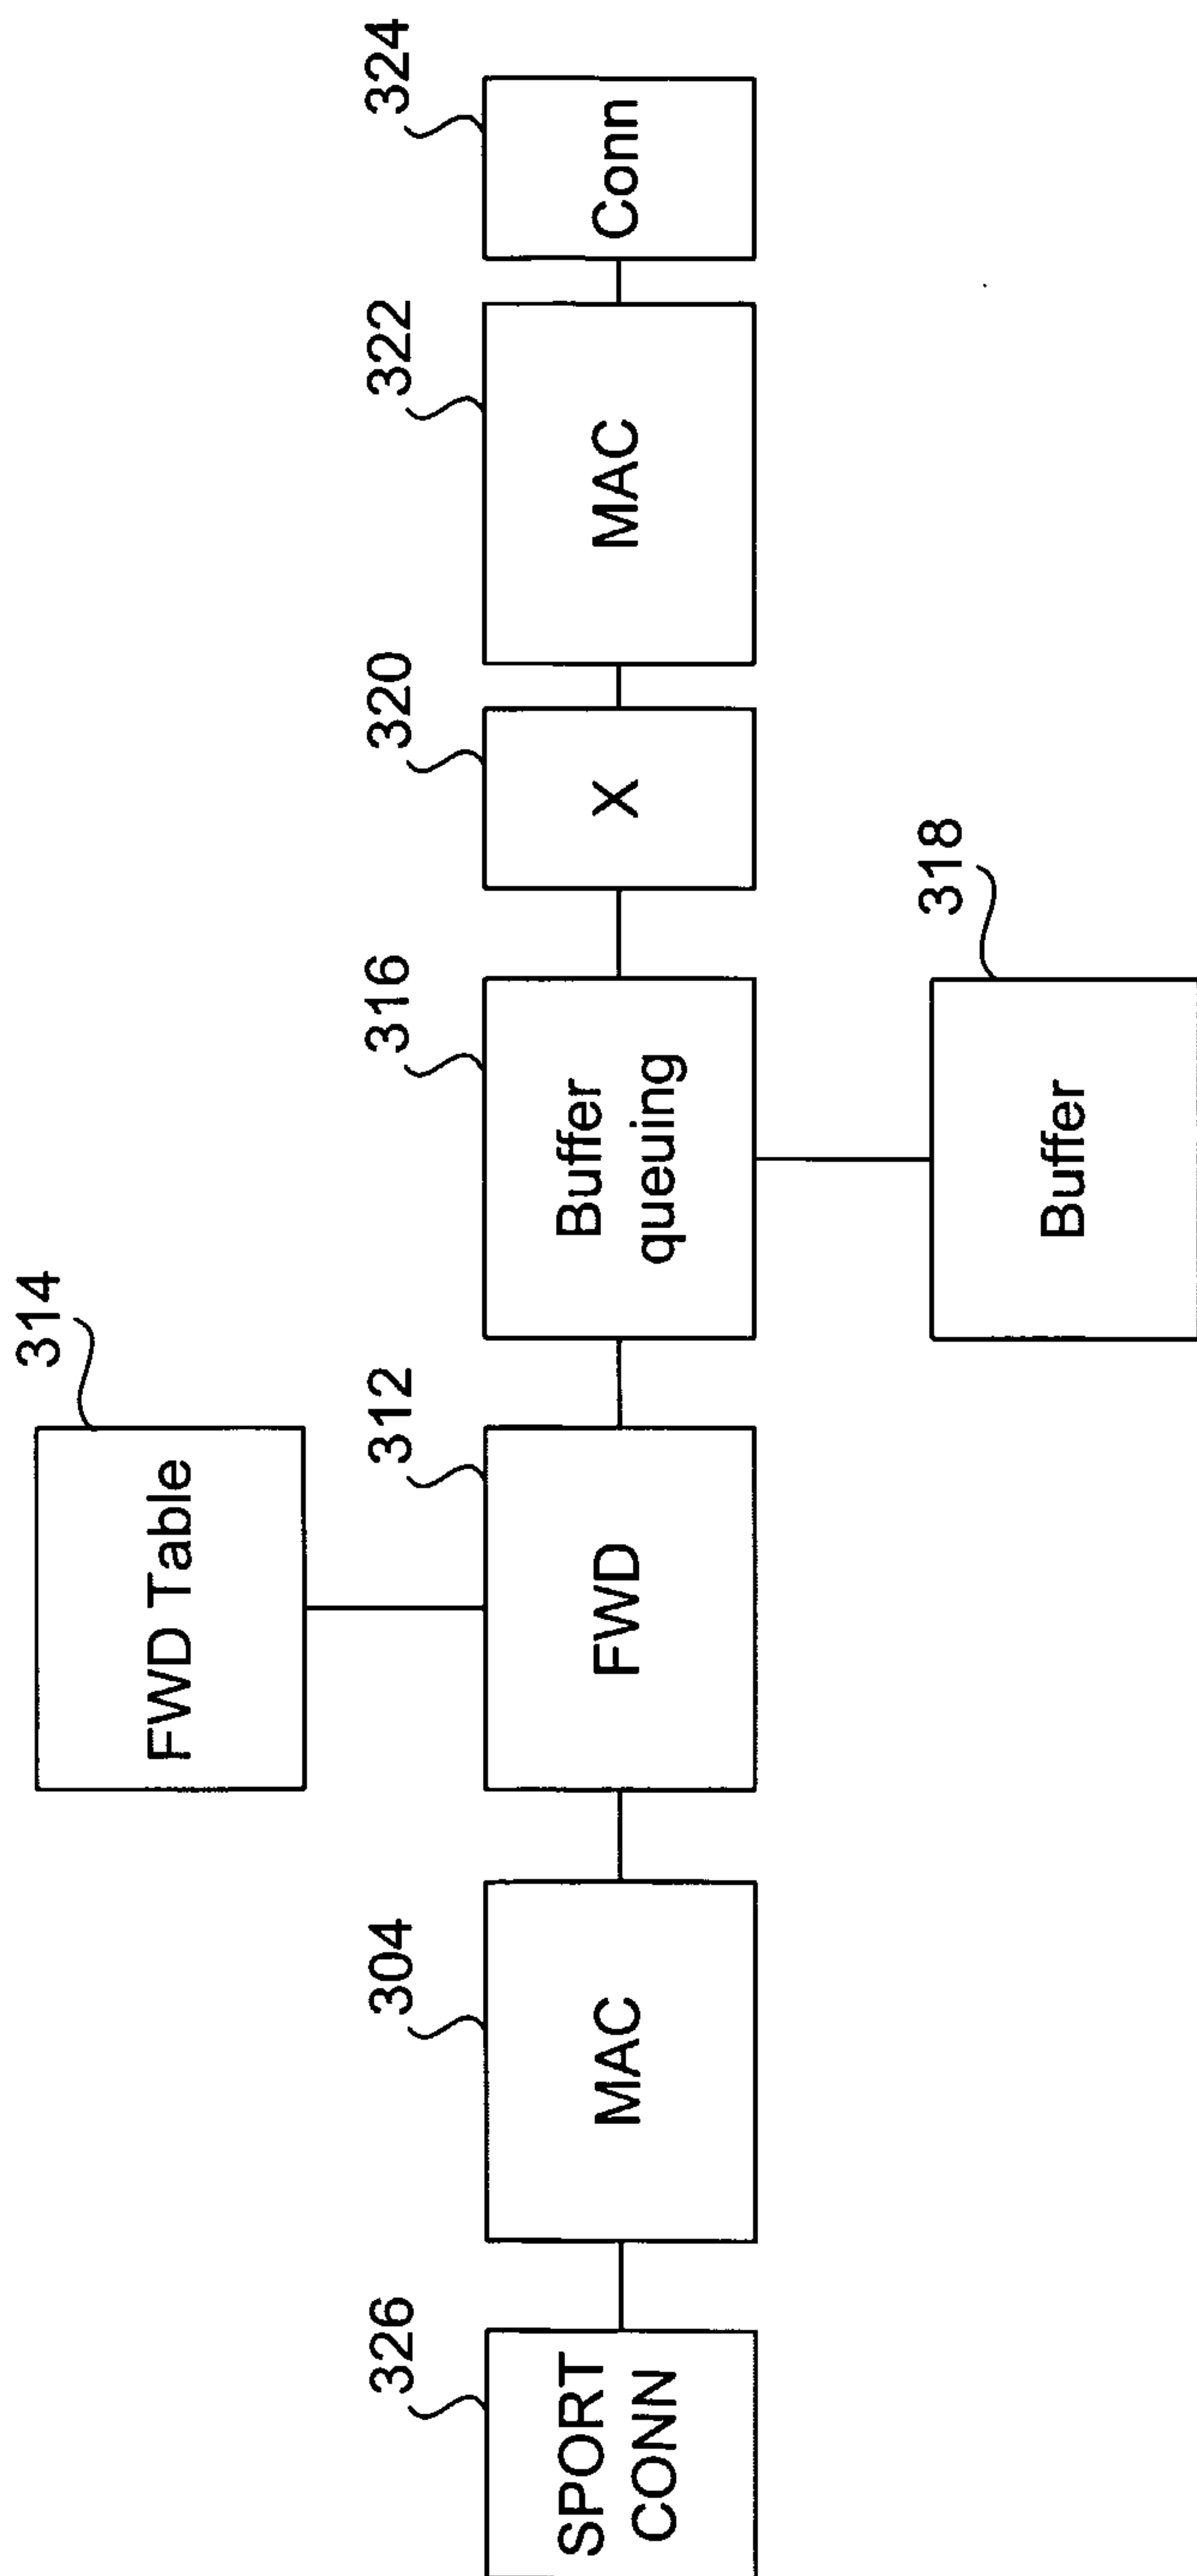 314
FWD Table
326
SPORT
CONN
304
MAC
312
FWD
316
Buffer
queuing
320
X
322
MAC
324
Conn
318
Buffer